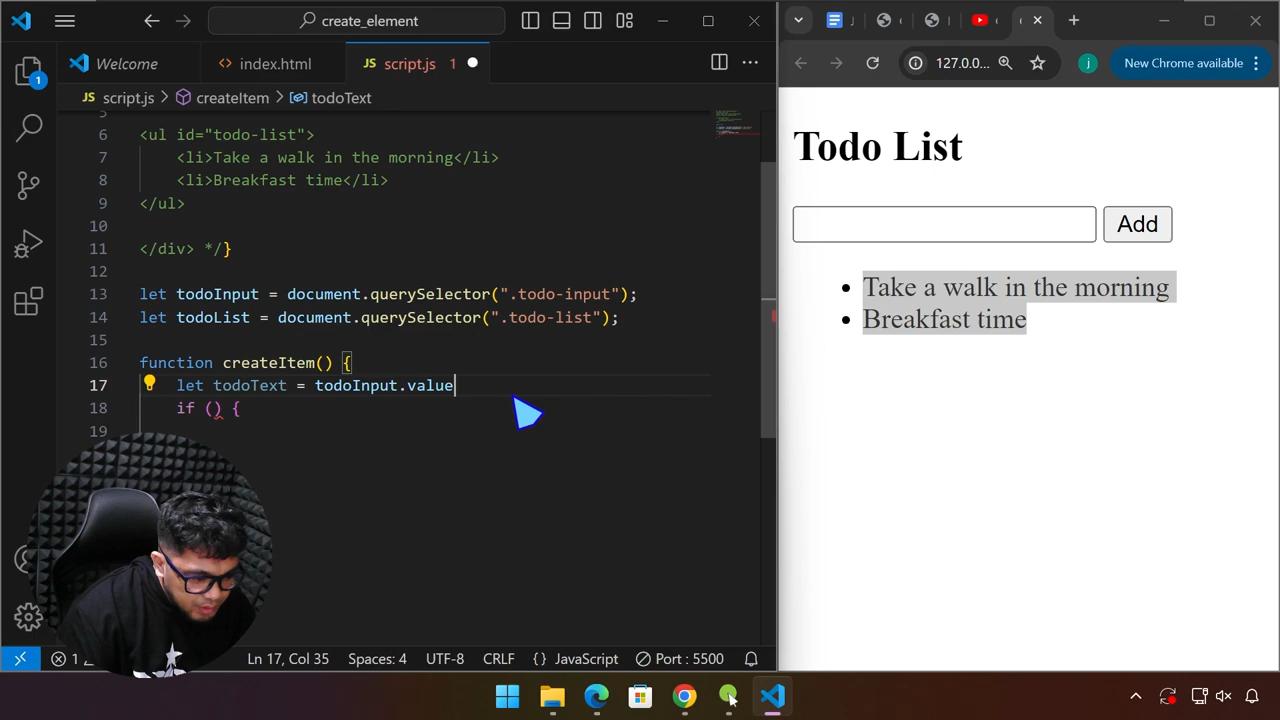 create_element
Welcome
index.html
script.js 1
script.js > createItem > todoText
5
6 <ul id="todo-list">
7 <li>Take a walk in the morning</li>
8 <li>Breakfast time</li>
9 </ul>
10
11 </div> */}
12
13 let todoInput = document.querySelector(".todo-input");
14 let todoList = document.querySelector(".todo-list");
15
16 function createItem() {
17 let todoText = todoInput.value
18 if () {
19
1
Ln 17, Col 35
Spaces: 4
UTF-8
CRLF
{} JavaScript
Port : 5500
127.0.0...
j
New Chrome available
Todo List
Add
Take a walk in the morning
Breakfast time